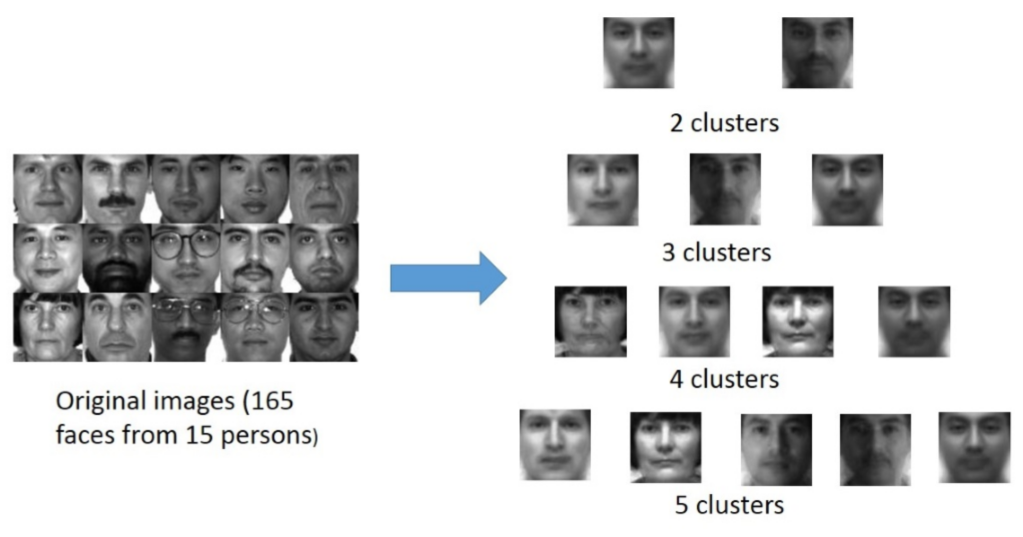 2 clusters
3 clusters
4 clusters
5 clusters
Original images (165
faces from 15 persons)